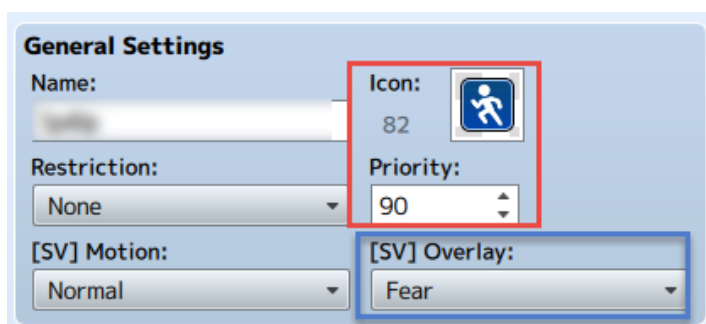 General Settings
Name: Icon:
82
Restriction: Priority:
None 90
[SV] Motion: [SV] Overlay:
Normal Fear